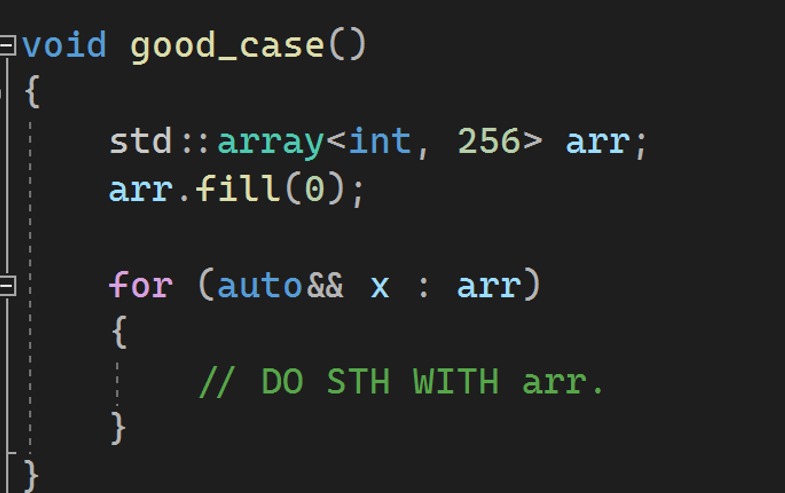 void good_case()
{
std::array<int, 256> arr;
arr.fill(0);
for (auto&& x : arr)
{
// DO STH WITH arr.
}
}